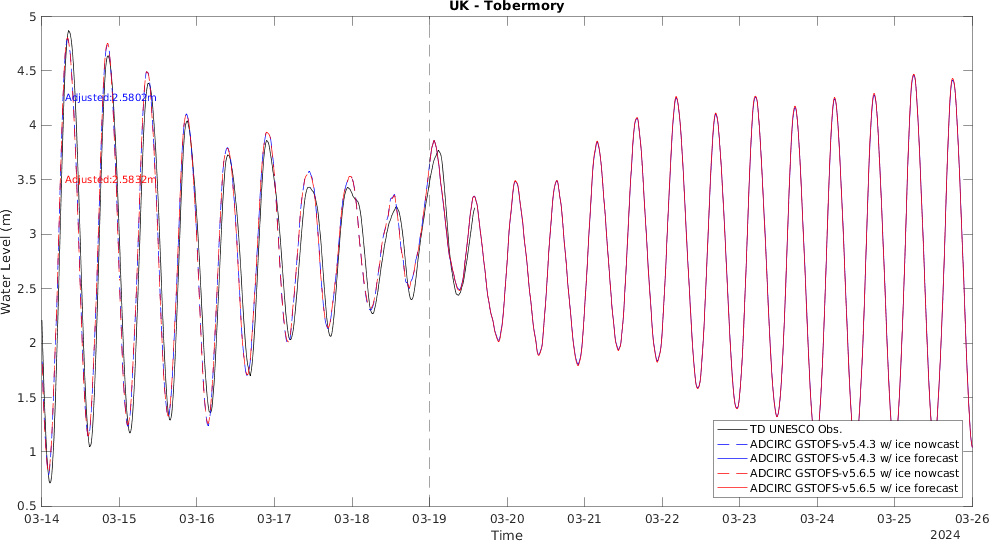 UK - Tobermory
5
4.5
4
3.5
3
2.5
2
1.5
1
0.5
Water Level (m)
Adjusted:2.5802m
Adjusted:2.5832m
TD UNESCO Obs.
ADCIRC GSTOFS-v5.4.3 w/ ice nowcast
ADCIRC GSTOFS-v5.4.3 w/ ice forecast
ADCIRC GSTOFS-v5.6.5 w/ ice nowcast
ADCIRC GSTOFS-v5.6.5 w/ ice forecast
03-14 03-15 03-16 03-17 03-18 03-19 03-20 03-21 03-22 03-23 03-24 03-25 03-26
Time
2024